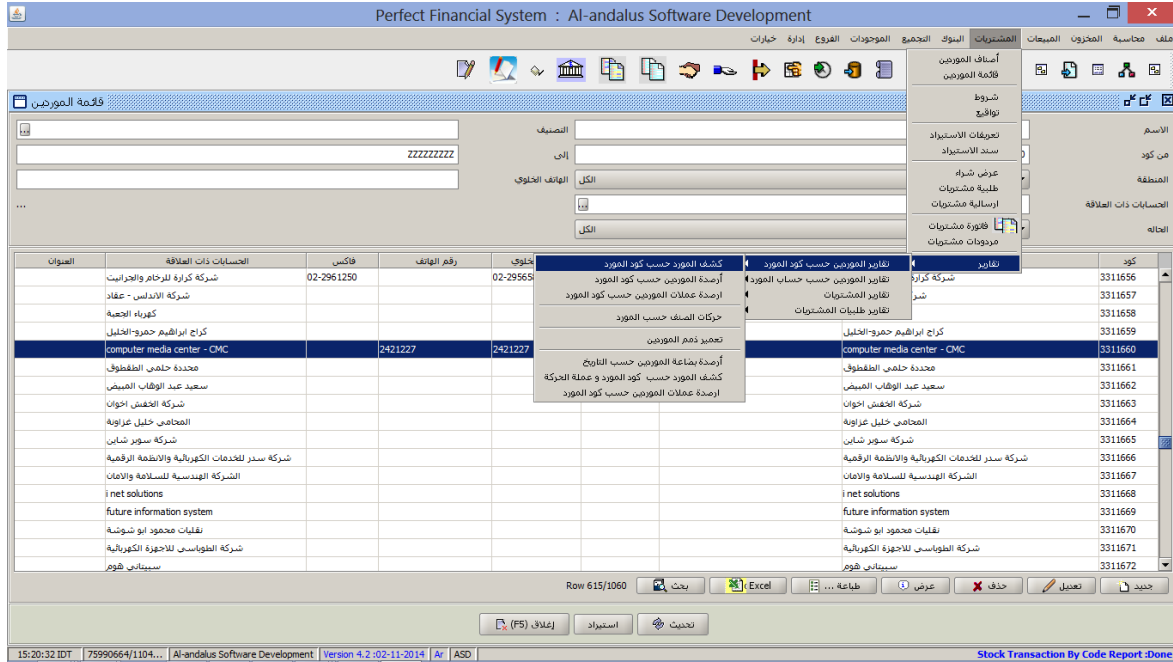 Perfect Financial System : Al-andalus Software Development
ملف محاسبة المخزون المبيعات المشتريات البنوك التجميع الموجودات الفروع إدارة خيارات
قائمة الموردين
أصناف الموردين
قائمة الموردين
شروط
تواقيع
تعريفات الاستيراد
سند الاستيراد
عرض شراء
طلبية مشتريات
ارسالية مشتريات
فاتورة مشتريات
مردودات مشتريات
تقارير
الاسم
التصنيف
...
من كود
إلى
ZZZZZZZZZ
المنطقة
الكل
الهاتف الخلوي
الحسابات ذات العلاقة
...
...
الحاله
الكل
تقارير الموردين حسب كود المورد
تقارير الموردين حسب حساب المورد
تقارير المشتريات
تقارير طلبيات المشتريات
كشف المورد حسب كود المورد
أرصدة الموردين حسب كود المورد
ارصدة عملات الموردين حسب كود المورد
حركات الصنف حسب المورد
تعمير ذمم الموردين
أرصدة بضاعة الموردين حسب التاريخ
كشف المورد حسب كود المورد و عملة الحركة
ارصدة عملات الموردين حسب كود المورد
كود رقم الهاتف فاكس الحسابات ذات العلاقة العنوان
3311656 02-2961250 شركة كرارة للرخام والجرانيت
3311657 شركة الاندلس - عقاد
3311658 كهرباء الجعبة
3311659 كراج ابراهيم حمرو-الخليل كراج ابراهيم حمرو-الخليل
3311660 computer media center - CMC 2421227 2421227 computer media center - CMC
3311661 محددة حلمي الطقطوق محددة حلمي الطقطوق
3311662 سعيد عبد الوهاب المبيض سعيد عبد الوهاب المبيض
3311663 شركة الخفش اخوان شركة الخفش اخوان
3311664 المحامي خليل غزاونة المحامي خليل غزاونة
3311665 شركة سوبر شاين شركة سوبر شاين
3311666 شركة سدر للخدمات الكهربائية والانظمة الرقمية شركة سدر للخدمات الكهربائية والانظمة الرقمية
3311667 الشركة الهندسية للسلامة والامان الشركة الهندسية للسلامة والامان
3311668 i net solutions i net solutions
3311669 future information system future information system
3311670 نقليات محمود ابو شوشة نقليات محمود ابو شوشة
3311671 شركة الطوباسي للاجهزة الكهربائية شركة الطوباسي للاجهزة الكهربائية
3311672 سبيتاني هوم سبيتاني هوم
جديد تعديل حذف عرض طباعة ... Excel بحث Row 615/1060
تحديث استيراد إغلاق (F5)
15:20:32 IDT 75990664/1104... Al-andalus Software Development Version 4.2 :02-11-2014 Ar ASD Stock Transaction By Code Report :Done